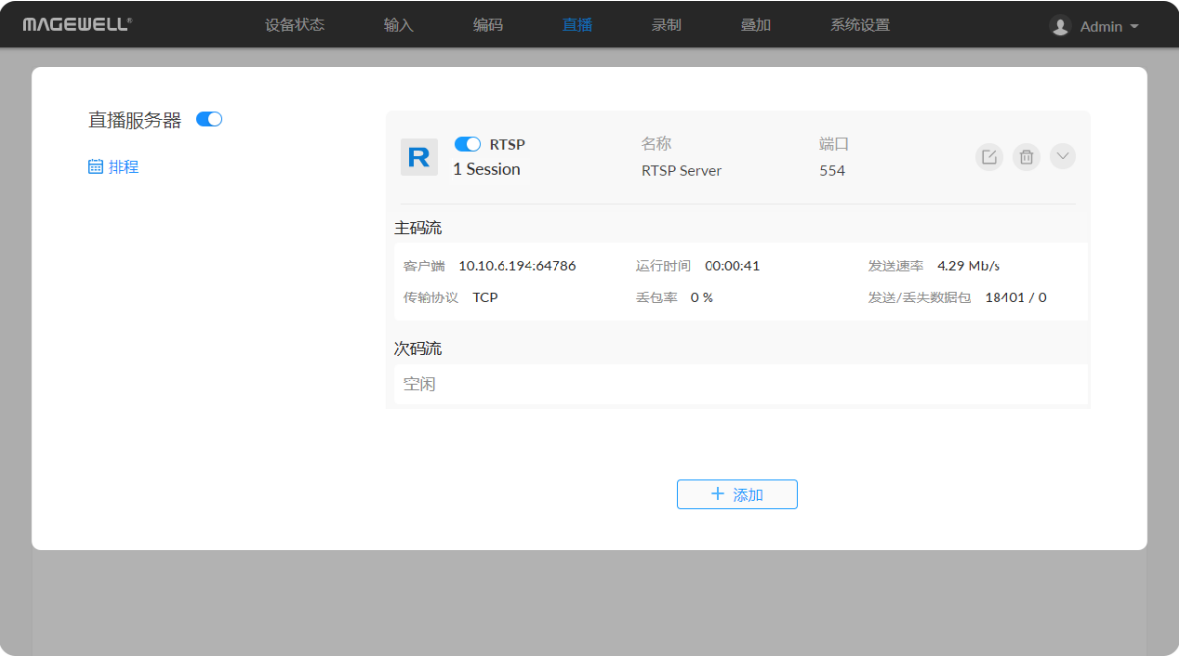 MAGEWELL® 设备状态 输入 编码 直播 录制 叠加 系统设置 Admin
直播服务器
排程
R RTSP 名称 端口
1 Session RTSP Server 554
主码流
客户端 10.10.6.194:64786 运行时间 00:00:41 发送速率 4.29 Mb/s
传输协议 TCP 丢包率 0 % 发送/丢失数据包 18401 / 0
次码流
空闲
+ 添加